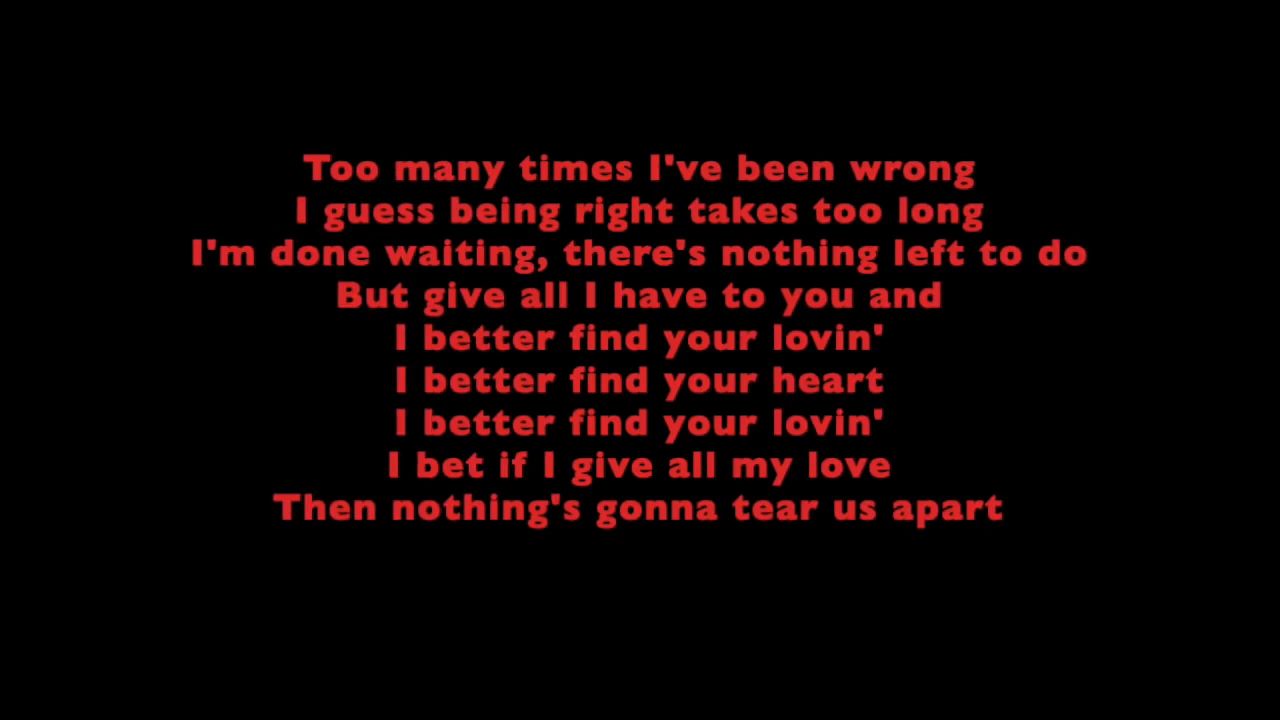 Too many times I've been wrong
I guess being right takes too long
I'm done waiting, there's nothing left to do
But give all I have to you and
I better find your lovin'
I better find your heart
I better find your lovin'
I bet if I give all my love
Then nothing's gonna tear us apart